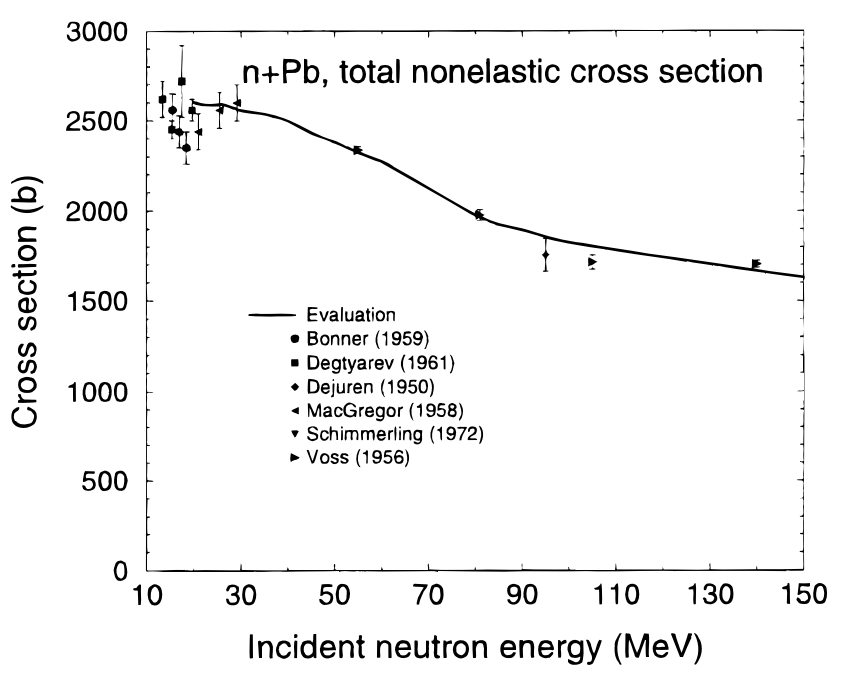 n+Pb, total nonelastic cross section
3000
2500
2000
1500
1000
500
0
Cross section (b)
Evaluation
Bonner (1959)
Degtyarev (1961)
Dejuren (1950)
MacGregor (1958)
Schimmerling (1972)
Voss (1956)
10 30 50 70 90 110 130 150
Incident neutron energy (MeV)